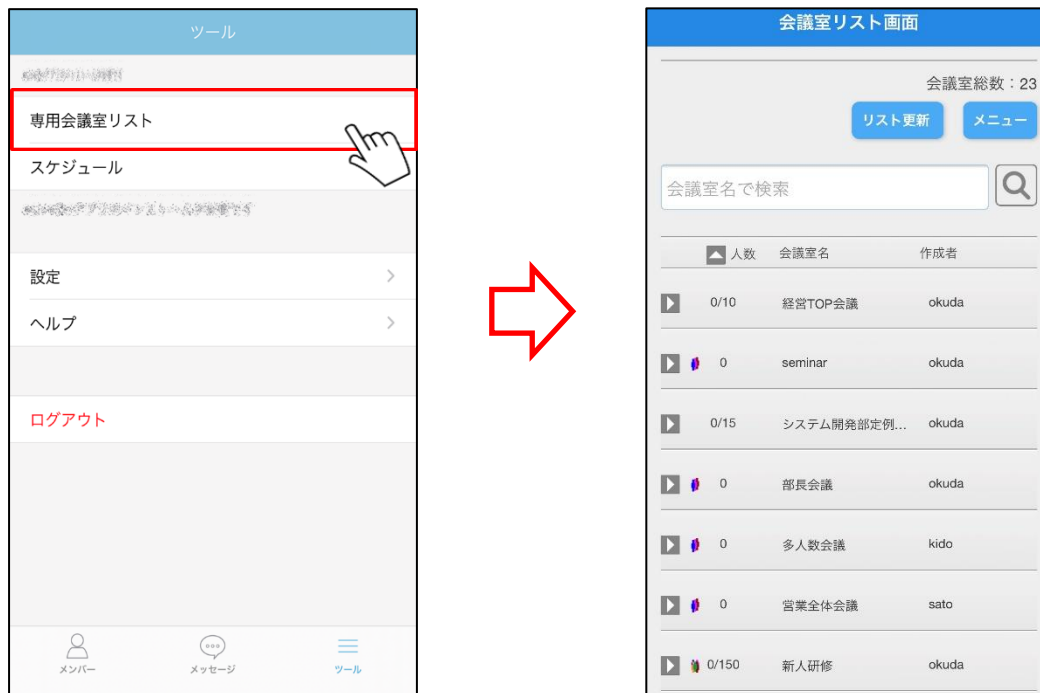 ツール
専用会議室リスト
スケジュール
設定
ヘルプ
ログアウト
メンバー
メッセージ
ツール
会議室リスト画面
会議室総数：23
リスト更新 メニュー
会議室名で検索
人数 会議室名 作成者
0/10 経営TOP会議 okuda
0 seminar okuda
0/15 システム開発部定例... okuda
0 部長会議 okuda
0 多人数会議 kido
0 営業全体会議 sato
0/150 新人研修 okuda